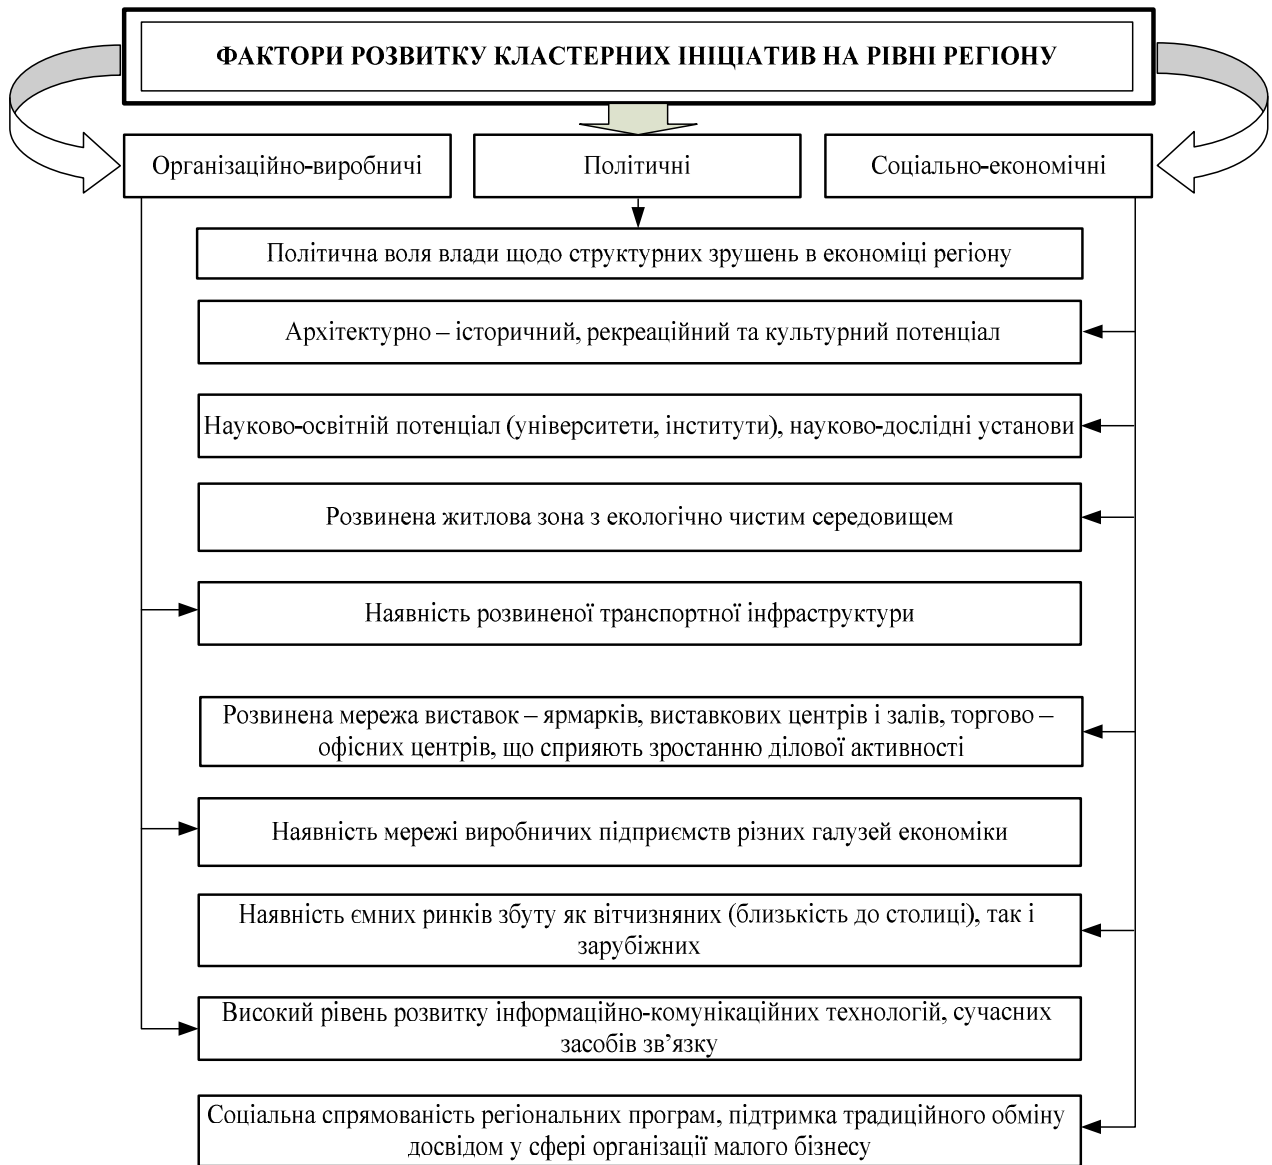 ФАКТОРИ РОЗВИТКУ КЛАСТЕРНИХ ІНІЦІАТИВ НА РІВНІ РЕГІОНУ
Організаційно-виробничі
Політичні
Соціально-економічні
Політична воля влади щодо структурних зрушень в економіці регіону
Архітектурно – історичний, рекреаційний та культурний потенціал
Науково-освітній потенціал (університети, інститути), науково-дослідні установи
Розвинена житлова зона з екологічно чистим середовищем
Наявність розвиненої транспортної інфраструктури
Розвинена мережа виставок – ярмарків, виставкових центрів і залів, торгово –
офісних центрів, що сприяють зростанню ділової активності
Наявність мережі виробничих підприємств різних галузей економіки
Наявність ємних ринків збуту як вітчизняних (близькість до столиці), так і
зарубіжних
Високий рівень розвитку інформаційно-комунікаційних технологій, сучасних
засобів зв’язку
Соціальна спрямованість регіональних програм, підтримка традиційного обміну
досвідом у сфері організації малого бізнесу